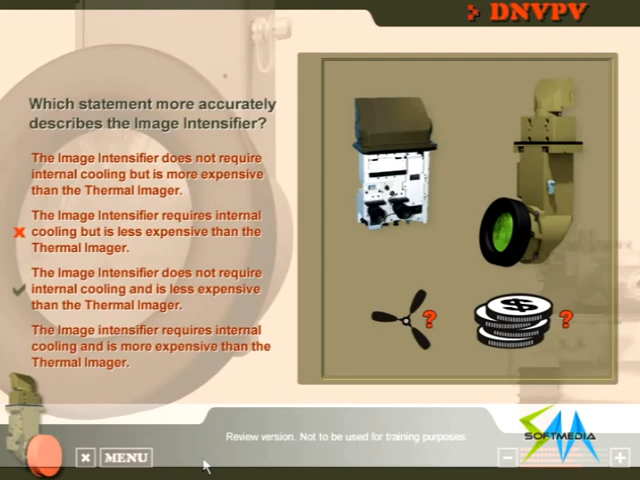 DNVPV
Which statement more accurately
describes the Image Intensifier?
The Image Intensifier does not require
internal cooling but is more expensive
than the Thermal Imager.
The Image Intensifier requires internal
cooling but is less expensive than the
Thermal Imager.
The Image Intensifier does not require
internal cooling and is less expensive
than the Thermal Imager.
The Image intensifier requires internal
cooling and is more expensive than the
Thermal Imager.
? $ ?
Review version. Not to be used for training purposes.
SOFTMEDIA
MENU